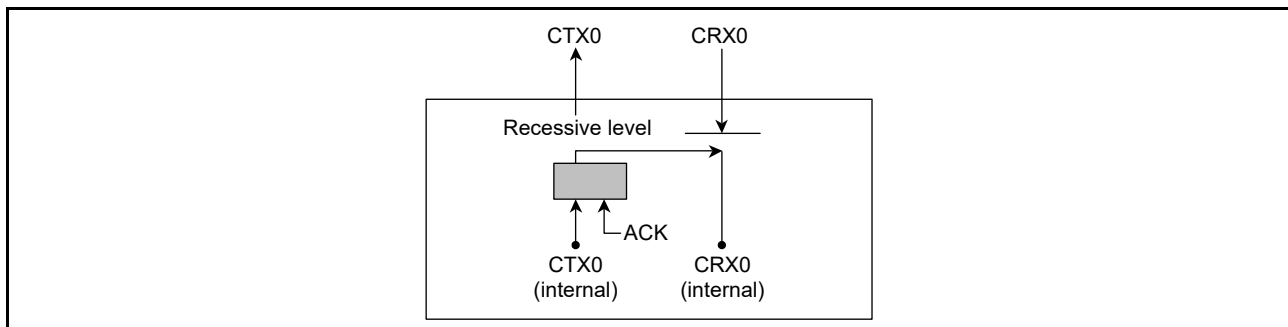 CTX0 CRX0
Recessive level
ACK
CTX0 CRX0
(internal) (internal)